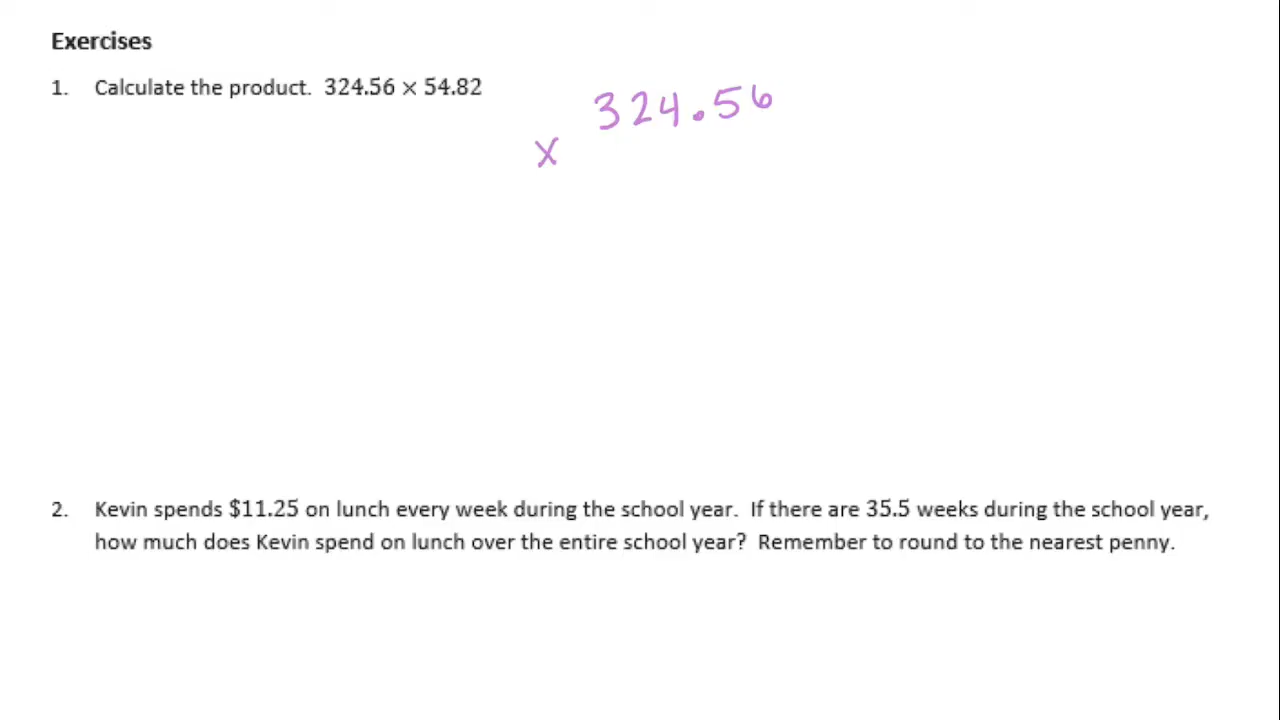 Exercises
1. Calculate the product. 324.56 × 54.82
324.56
x
2. Kevin spends $11.25 on lunch every week during the school year. If there are 35.5 weeks during the school year,
how much does Kevin spend on lunch over the entire school year? Remember to round to the nearest penny.